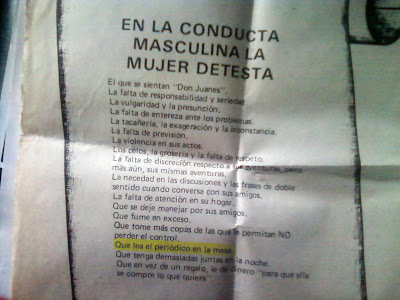 EN LA CONDUCTA
MASCULINA LA
MUJER DETESTA
El que se sientan "Don Juanes".
La falta de responsabilidad y seriedad.
La vulgaridad y la presunción.
La falta de entereza ante los problemas.
La tacañería, la exageración y la inconstancia.
La falta de previsión.
La violencia en sus actos.
Los celos, la grosería y la falta de respeto.
La falta de discreción respecto a sus aventuras, pero
más aún, sus mismas aventuras.
La necedad en las discusiones y las frases de doble
sentido cuando conversa con sus amigos.
La falta de atención en su hogar.
Que se deje manejar por sus amigos.
Que fume en exceso.
Que tome más copas de las que le permitan NO
perder el control.
Que lea el periódico en la mesa.
Que tenga demasiadas juntas en la noche.
Que en vez de un regalo, le dé dinero "para que ella
se compre lo que quiera".